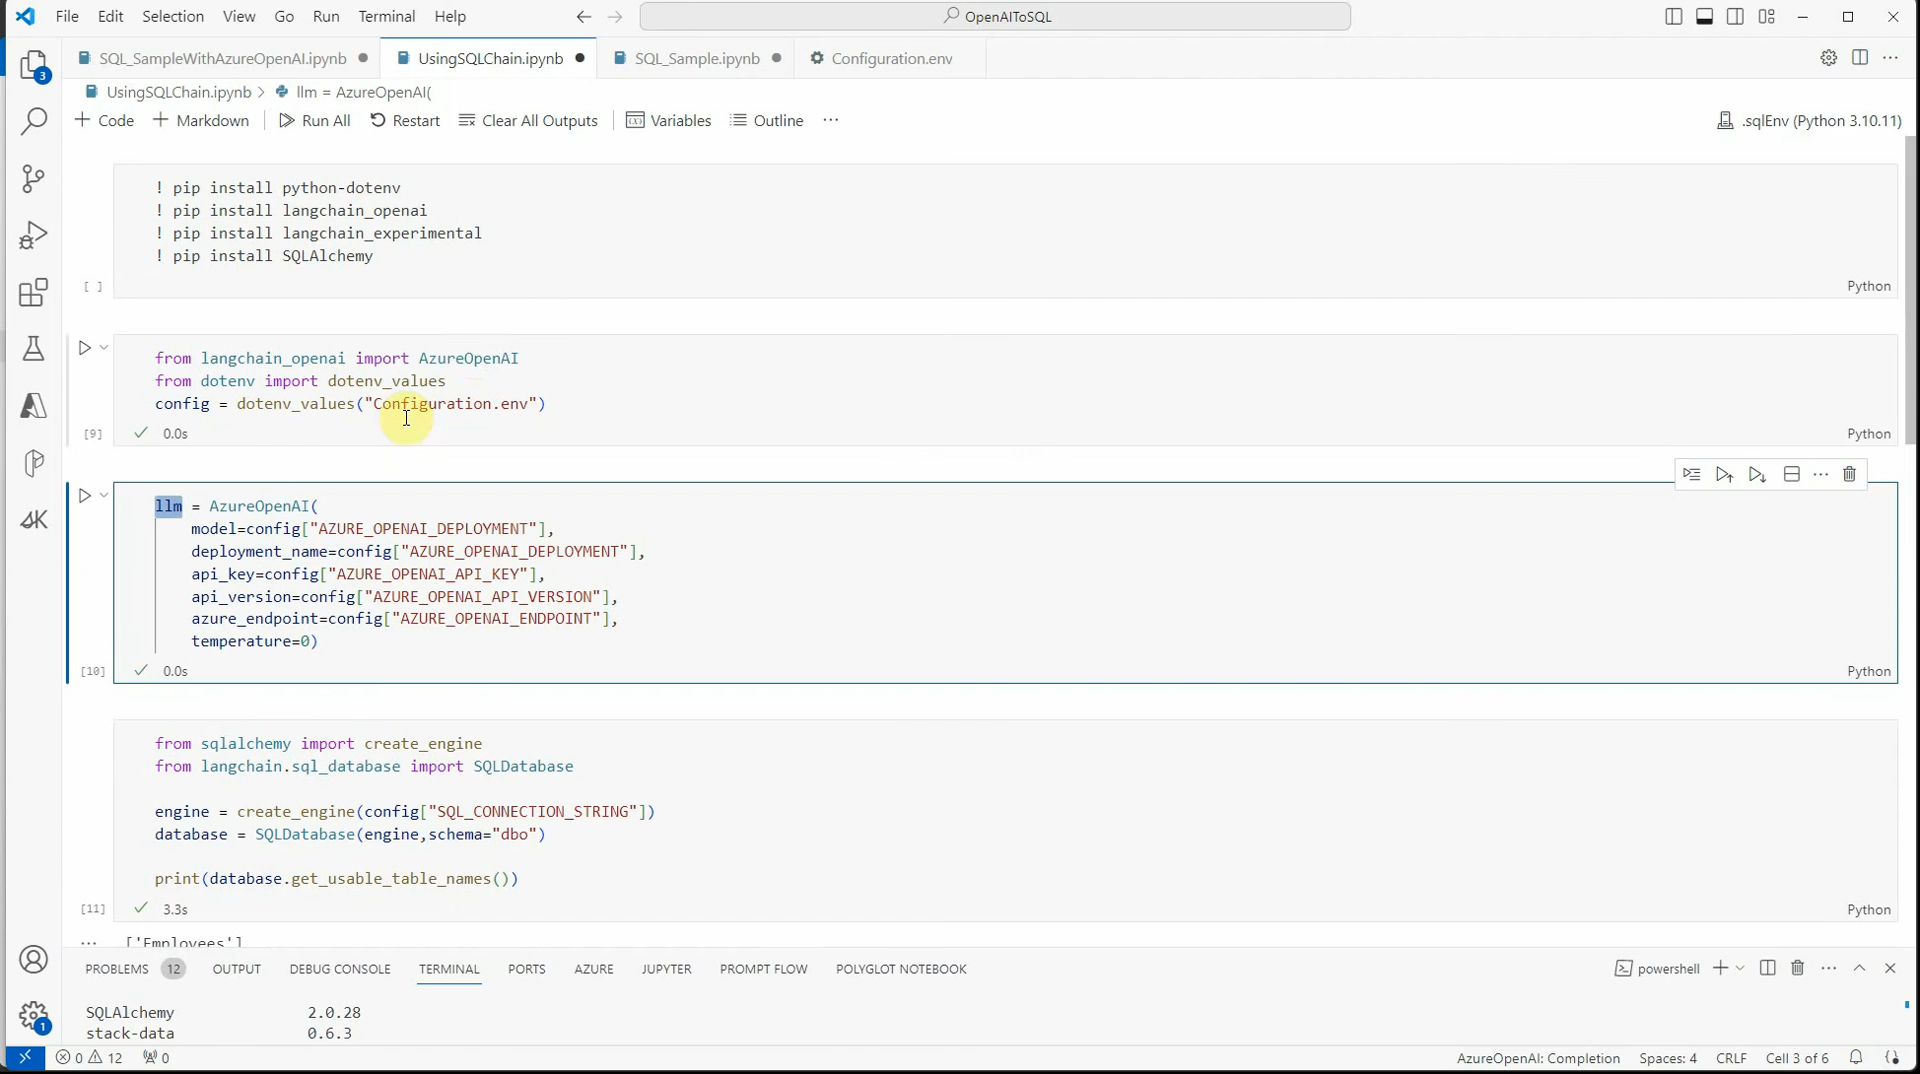 File Edit Selection View Go Run Terminal Help
OpenAIToSQL
SQL_SampleWithAzureOpenAI.ipynb
UsingSQLChain.ipynb
SQL_Sample.ipynb
Configuration.env
UsingSQLChain.ipynb > llm = AzureOpenAI(
+ Code + Markdown Run All Restart Clear All Outputs Variables Outline ...
.sqlEnv (Python 3.10.11)
3
! pip install python-dotenv
! pip install langchain_openai
! pip install langchain_experimental
! pip install SQLAlchemy
[ ]
Python
from langchain_openai import AzureOpenAI
from dotenv import dotenv_values
config = dotenv_values("Configuration.env")
[9] 0.0s
Python
llm = AzureOpenAI(
model=config["AZURE_OPENAI_DEPLOYMENT"],
deployment_name=config["AZURE_OPENAI_DEPLOYMENT"],
api_key=config["AZURE_OPENAI_API_KEY"],
api_version=config["AZURE_OPENAI_API_VERSION"],
azure_endpoint=config["AZURE_OPENAI_ENDPOINT"],
temperature=0)
[10] 0.0s
Python
from sqlalchemy import create_engine
from langchain.sql_database import SQLDatabase
engine = create_engine(config["SQL_CONNECTION_STRING"])
database = SQLDatabase(engine,schema="dbo")
print(database.get_usable_table_names())
[11] 3.3s
Python
... ['Employees']
PROBLEMS 12 OUTPUT DEBUG CONSOLE TERMINAL PORTS AZURE JUPYTER PROMPT FLOW POLYGLOT NOTEBOOK
powershell
SQLAlchemy 2.0.28
stack-data 0.6.3
1
0 12 0
AzureOpenAI: Completion Spaces: 4 CRLF Cell 3 of 6